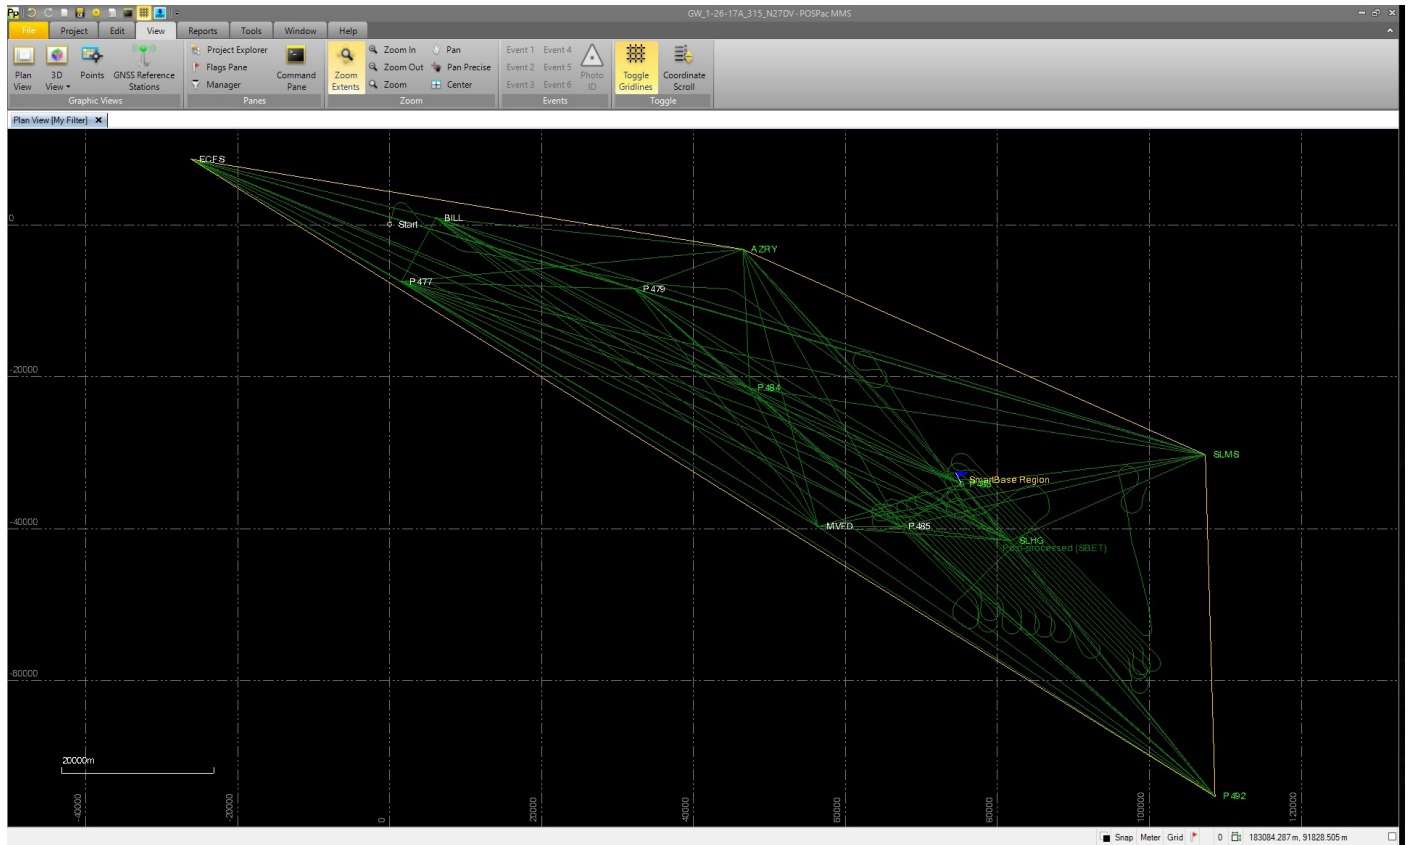 GW_1-26-17A_315_N27DV - POSPac MMS
File Project Edit View Reports Tools Window Help
Plan View
3D View
Points
GNSS Reference Stations
Graphic Views
Project Explorer
Flags Pane
Manager
Command Pane
Panes
Zoom Extents
Zoom In
Zoom Out
Zoom
Pan
Pan Precise
Center
Zoom
Event 1 Event 4
Event 2 Event 5
Event 3 Event 6
Photo ID
Events
Toggle Gridlines
Coordinate Scroll
Toggle
Plan View [My Filter]
ECFS
0
Start
BILL
AZRY
P477
P479
-20000
P484
SLMS
SmartBase Region
-40000
MVFD
P485
SLHG
Post-processed (SBET)
-60000
20000m
P492
-40000
-20000
0
20000
40000
60000
80000
100000
120000
Snap Meter Grid 0 183084.287 m, 91828.505 m